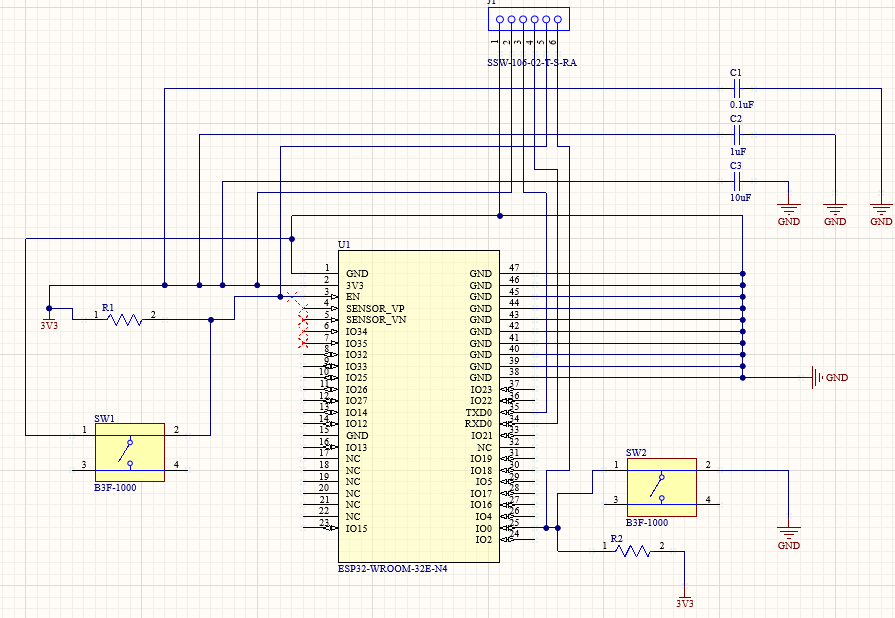 J1
1 2 3 4 5 6
SSW-106-02-T-S-RA
C1
0.1uF
C2
1uF
C3
10uF
GND GND GND
U1
1 GND GND 47
2 3V3 GND 46
3 EN GND 45
4 SENSOR_VP GND 44
5 SENSOR_VN GND 43
6 IO34 GND 42
7 IO35 GND 41
8 IO32 GND 40
9 IO33 GND 39
10 IO25 GND 38
11 IO26 IO23 37
12 IO27 IO22 36
13 IO14 TXD0 35
14 IO12 RXD0 34
15 GND IO21 33
16 IO13 NC 32
17 NC IO19 31
18 NC IO18 30
19 NC IO5 29
20 NC IO17 28
21 NC IO16 27
22 NC IO4 26
23 IO15 IO0 25
IO2 24
ESP32-WROOM-32E-N4
R1
1 2
3V3
GND
SW1
1 2
3 4
B3F-1000
SW2
1 2
3 4
B3F-1000
R2
1 2
GND
3V3